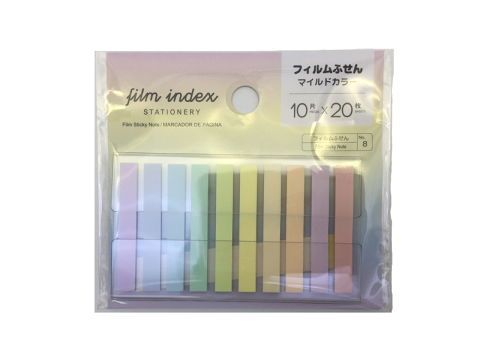 film index
STATIONERY
Film Sticky Note / MARCADOR DE PAGINA
フィルムふせん
マイルドカラー
10片 × 20枚
フィルムふせん
Film Sticky Note
No.
8